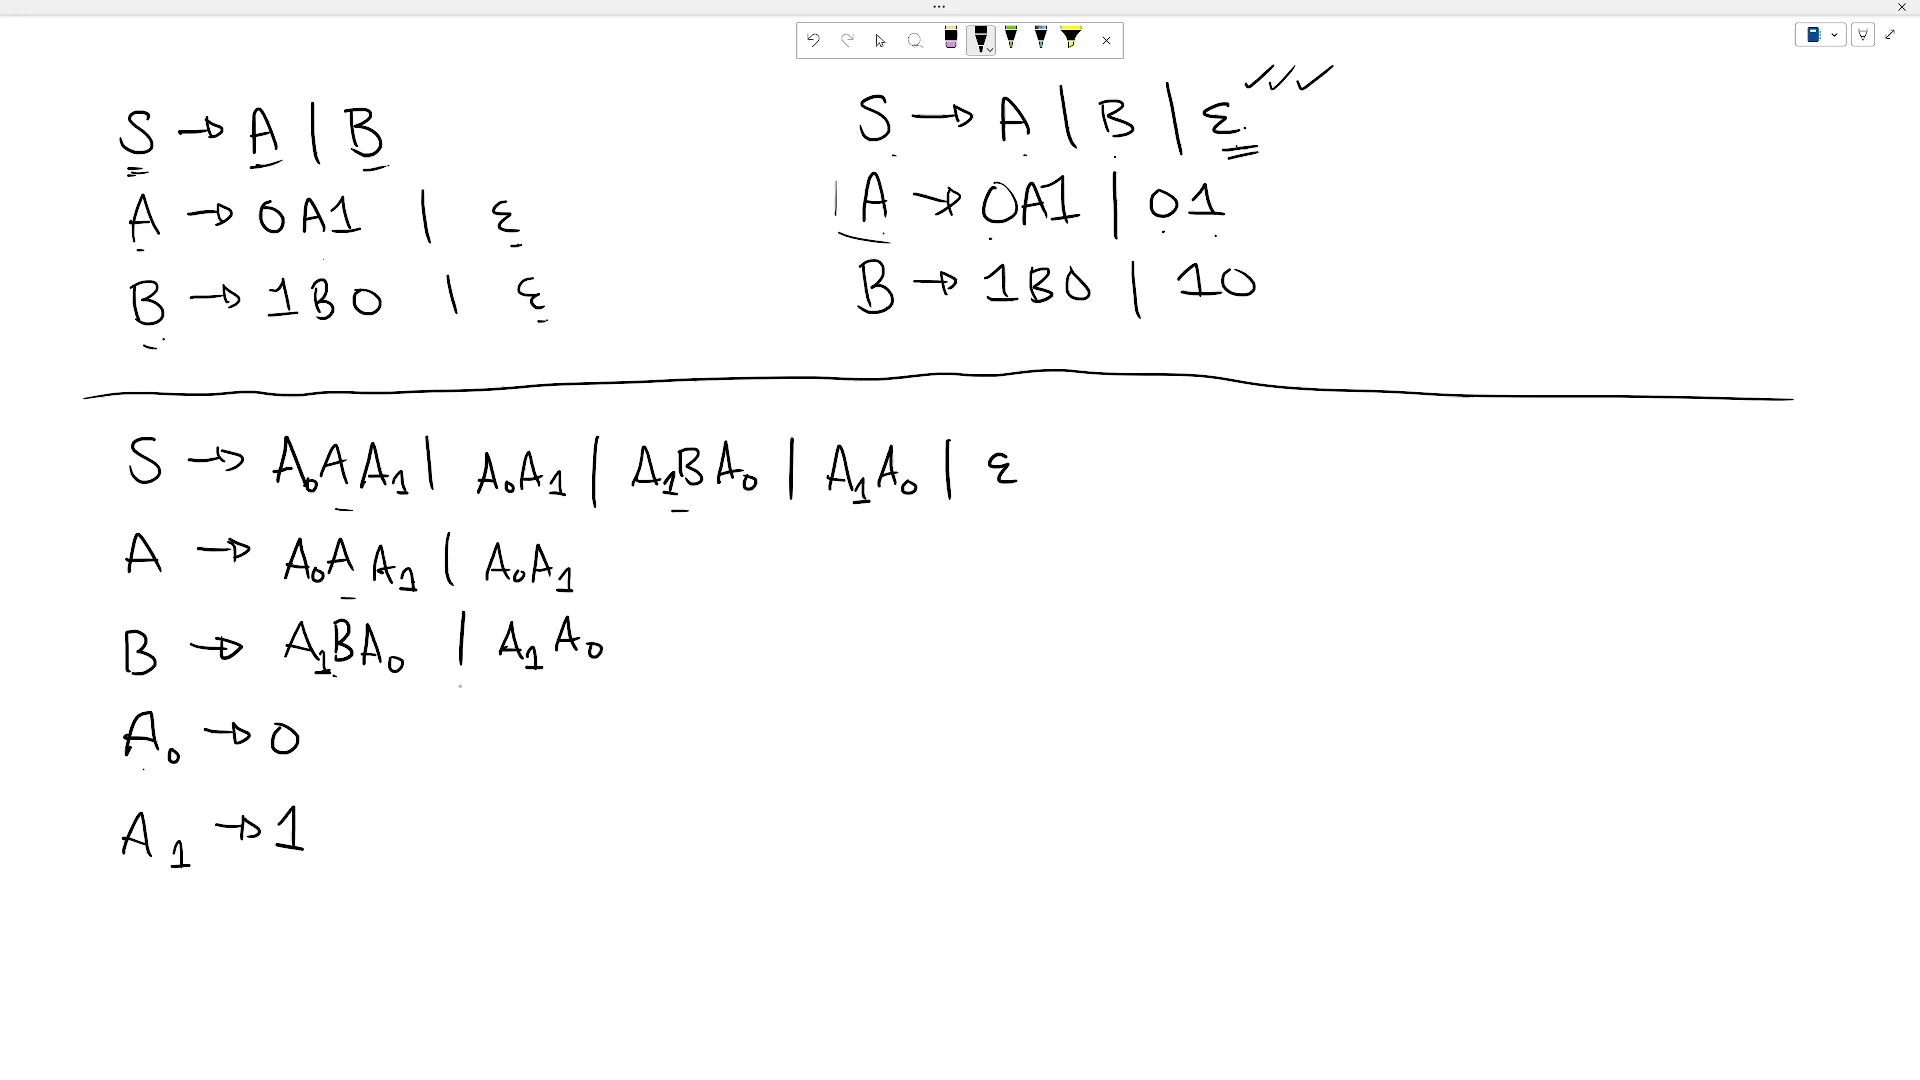 S → A | B
A → 0A1 | ε
B → 1B0 | ε
S → A | B | ε
A → 0A1 | 01
B → 1B0 | 10
S → A₀AA₁ | A₀A₁ | A₁BA₀ | A₁A₀ | ε
A → A₀AA₁ | A₀A₁
B → A₁BA₀ | A₁A₀
A₀ → 0
A₁ → 1